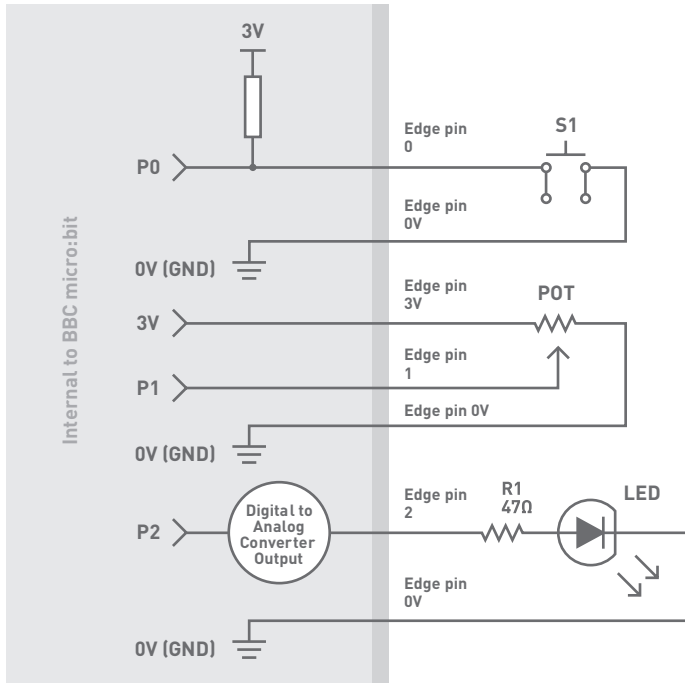 3V
Edge pin
0
S1
P0
Edge pin
0V
0V (GND)
Internal to BBC micro:bit
Edge pin
3V
POT
3V
Edge pin
1
P1
Edge pin 0V
0V (GND)
Digital to
Analog
Converter
Output
P2
Edge pin
2
R1
47Ω
LED
Edge pin
0V
0V (GND)